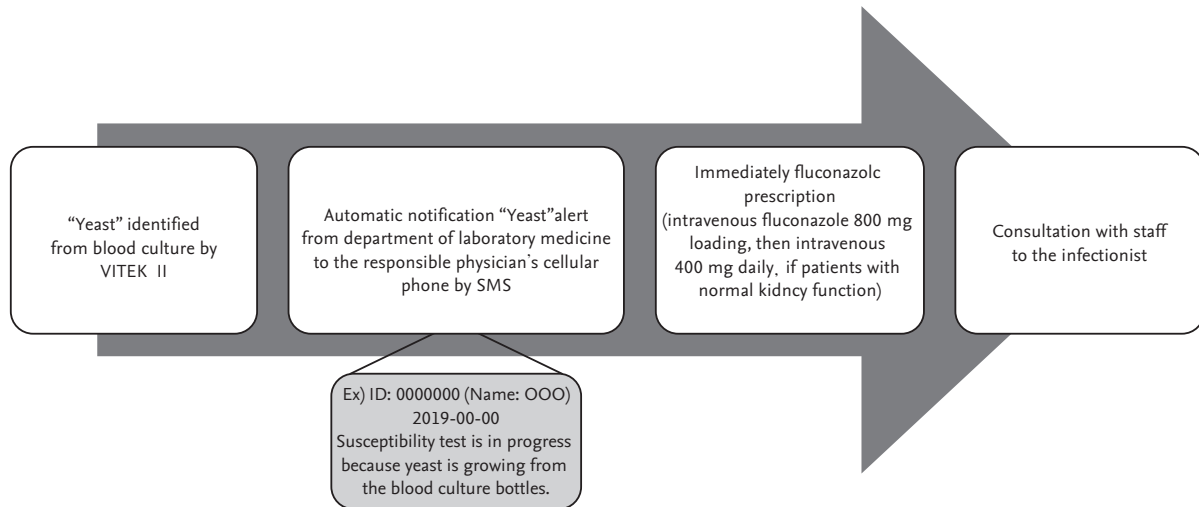 “Yeast” identified
from blood culture by
VITEK II
Automatic notification “Yeast”alert
from department of laboratory medicine
to the responsible physician’s cellular
phone by SMS
Ex) ID: 0000000 (Name: OOO)
2019-00-00
Susceptibility test is in progress
because yeast is growing from
the blood culture bottles.
Immediately fluconazolc
prescription
(intravenous fluconazole 800 mg
loading, then intravenous
400 mg daily, if patients with
normal kidncy function)
Consultation with staff
to the infectionist